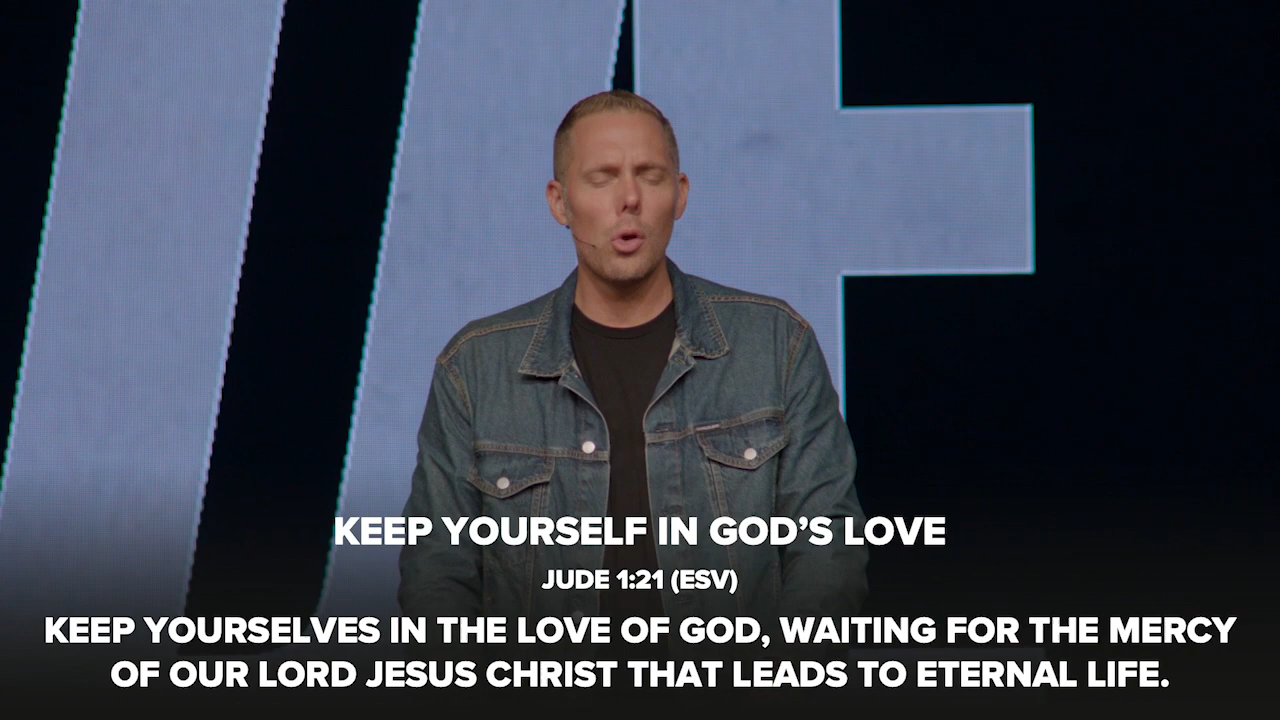 KEEP YOURSELF IN GOD’S LOVE
JUDE 1:21 (ESV)
KEEP YOURSELVES IN THE LOVE OF GOD, WAITING FOR THE MERCY
OF OUR LORD JESUS CHRIST THAT LEADS TO ETERNAL LIFE.